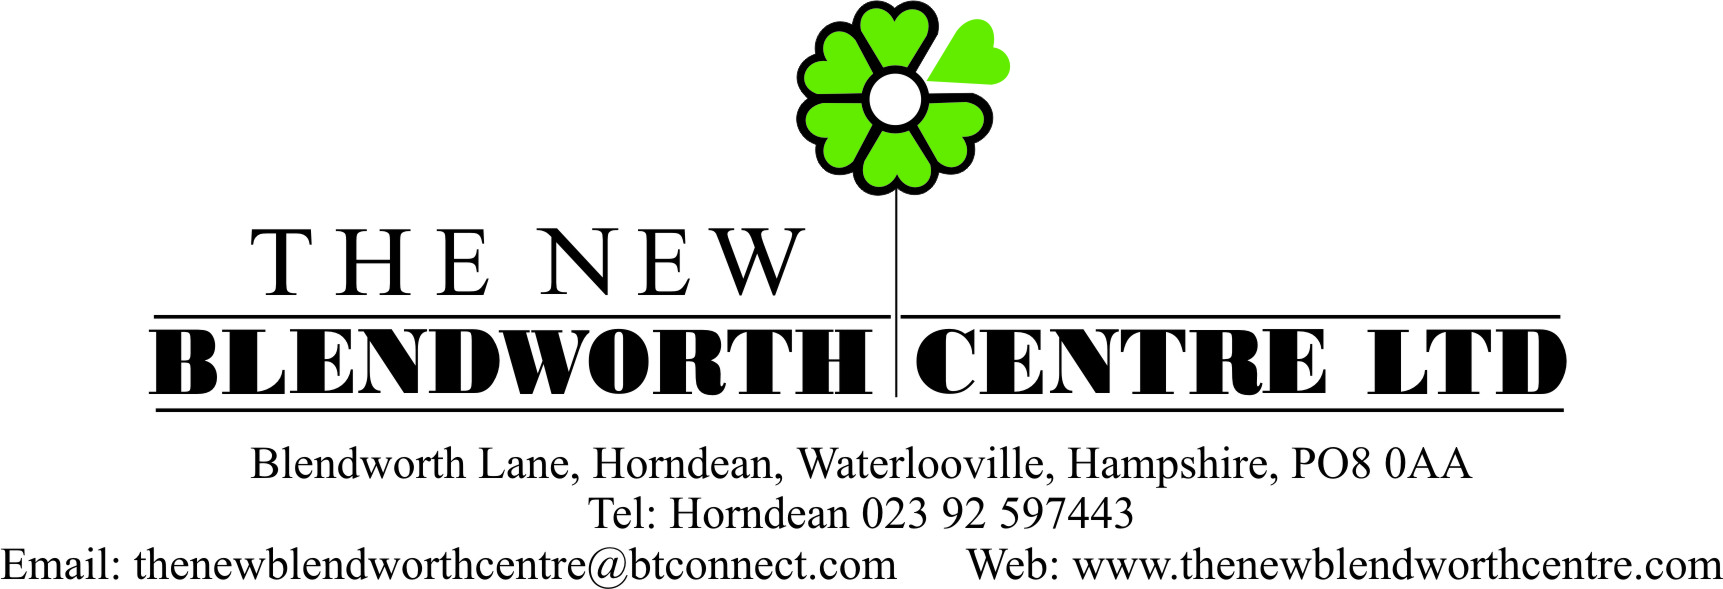 THE NEW
BLENDWORTH CENTRE LTD
Blendworth Lane, Horndean, Waterlooville, Hampshire, PO8 0AA
Tel: Horndean 023 92 597443
Email: thenewblendworthcentre@btconnect.com Web: www.thenewblendworthcentre.com